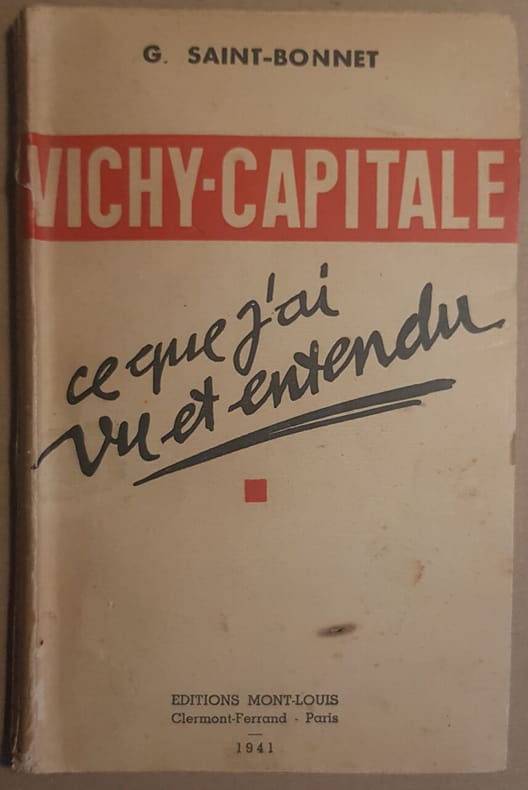 G. SAINT-BONNET
VICHY-CAPITALE
ce que j'ai
vu et entendu
EDITIONS MONT-LOUIS
Clermont-Ferrand - Paris
1941